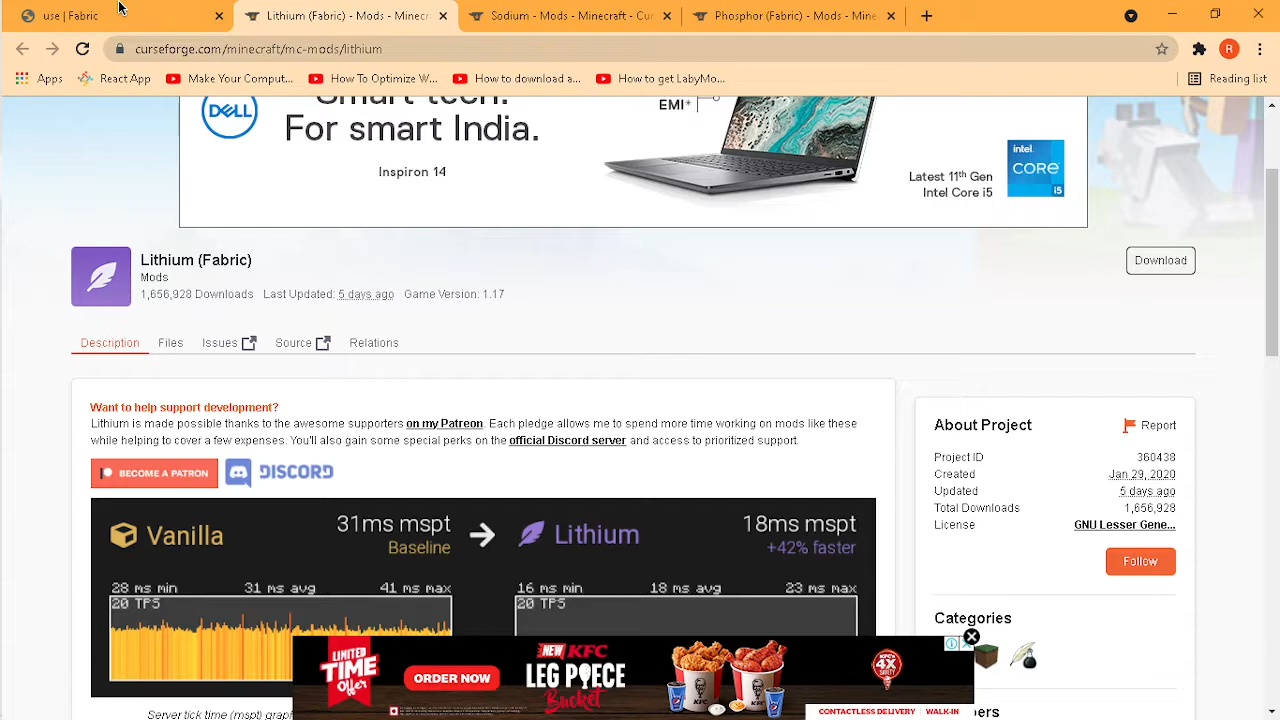 use | Fabric
Lithium (Fabric) - Mods - Minecr
Sodium - Mods - Minecraft - Cur
Phosphor (Fabric) - Mods - Mine
curseforge.com/minecraft/mc-mods/lithium
R
Apps
React App
Make Your Comput...
How To Optimize W...
How to download a...
How to get LabyMo...
Reading list
Smart tech.
For smart India.
DELL
Inspiron 14
EMI*
Latest 11th Gen
Intel Core i5
intel.
CORE
i5
Lithium (Fabric)
Mods
1,656,928 Downloads Last Updated: 5 days ago Game Version: 1.17
Download
Description Files Issues Source Relations
Want to help support development?
Lithium is made possible thanks to the awesome supporters on my Patreon. Each pledge allows me to spend more time working on mods like these
while helping to cover a few expenses. You'll also gain some special perks on the official Discord server and access to prioritized support.
BECOME A PATRON
DISCORD
Vanilla
31ms mspt
Baseline
Lithium
18ms mspt
+42% faster
28 ms min 31 ms avg 41 ms max
20 TPS
16 ms min 18 ms avg 23 ms max
20 TPS
Server tick time (mspt) grap
About Project
Report
Project ID 360438
Created Jan 29, 2020
Updated 5 days ago
Total Downloads 1,656,928
License GNU Lesser Gene...
Follow
Categories
LIMITED
TIME
Offer
ORDER NOW
NEW KFC
LEG PIECE
Bucket
KFC's
4X
SAFETY
CONTACTLESS DELIVERY | WALK-IN
bers